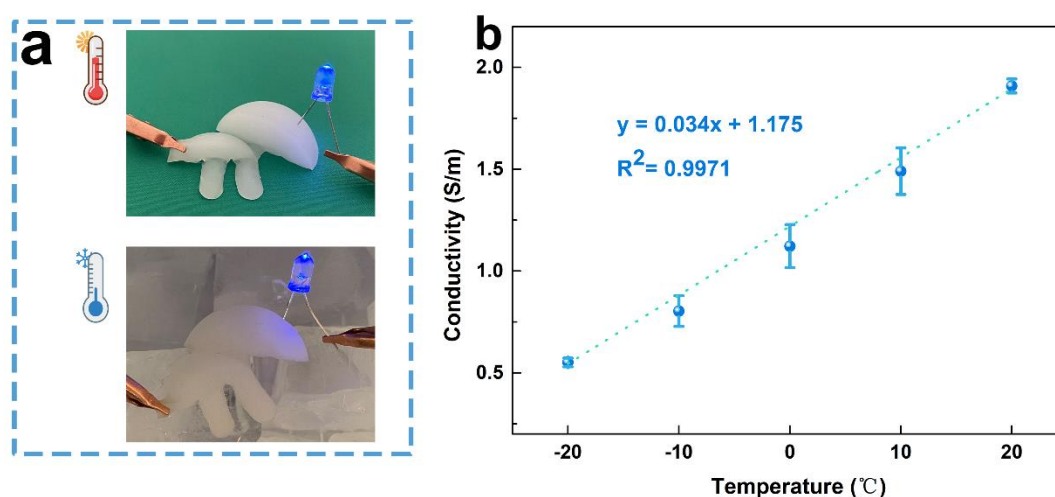 a
b
2.0
1.5
1.0
0.5
Conductivity (S/m)
y = 0.034x + 1.175
R²= 0.9971
-20 -10 0 10 20
Temperature (℃)